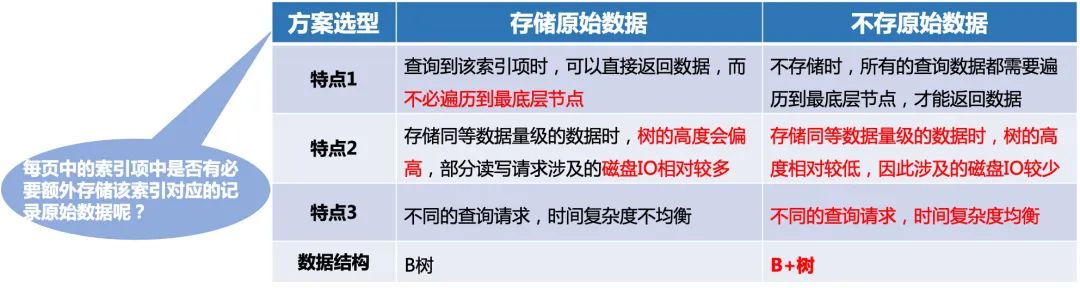 方案选型
存储原始数据
不存原始数据
特点1
查询到该索引项时，可以直接返回数据，而
不必遍历到最底层节点
不存储时，所有的查询数据都需要遍
历到最底层节点，才能返回数据
特点2
存储同等数据量级的数据时，树的高度会偏
高，部分读写请求涉及的磁盘IO相对较多
存储同等数据量级的数据时，树的高
度相对较低，因此涉及的磁盘IO较少
特点3
不同的查询请求，时间复杂度不均衡
不同的查询请求，时间复杂度均衡
数据结构
B树
B+树
每页中的索引项中是否有必
要额外存储该索引对应的记
录原始数据呢？